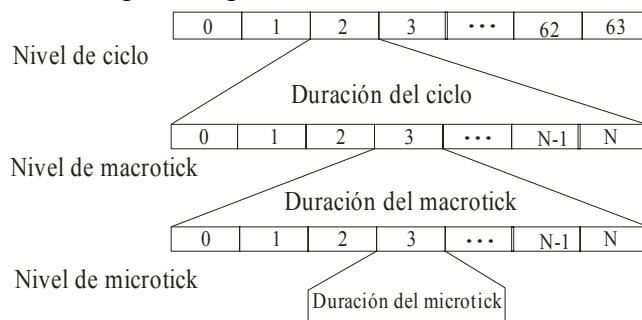 0 1 2 3 ... 62 63
Nivel de ciclo
Duración del ciclo
0 1 2 3 ... N-1 N
Nivel de macrotick
Duración del macrotick
0 1 2 3 ... N-1 N
Nivel de microtick
Duración del microtick